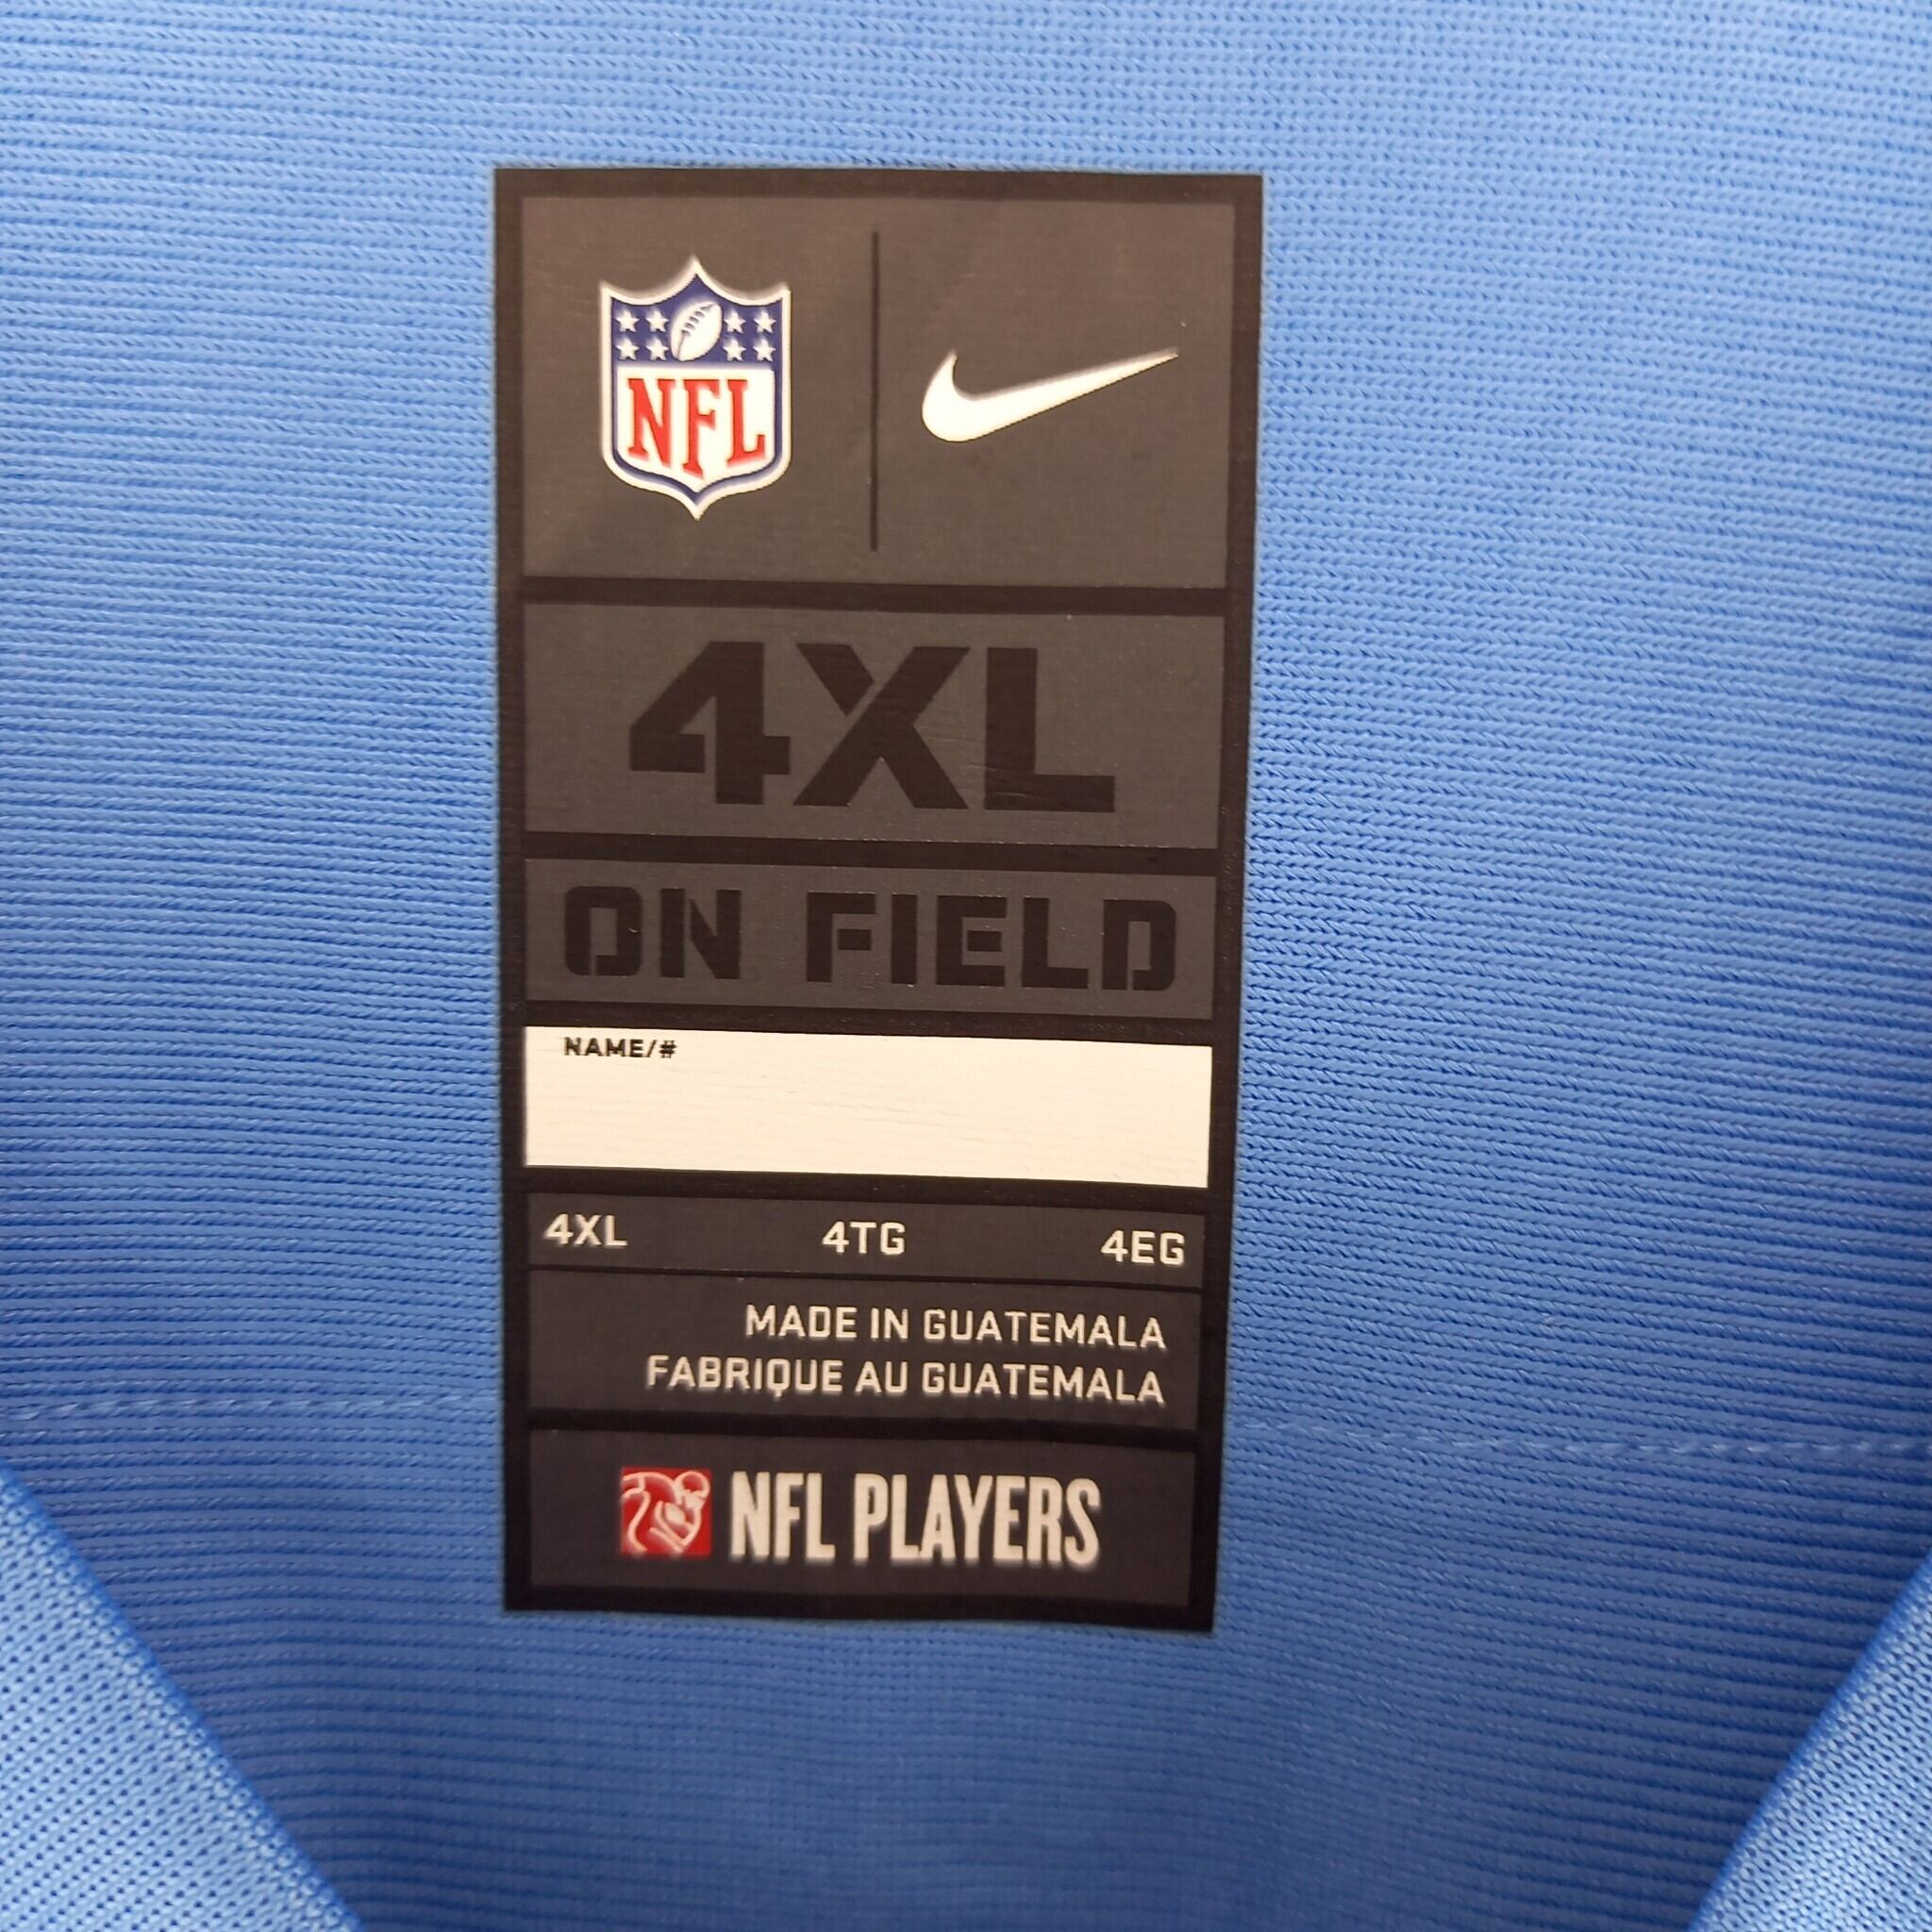 NFL
4XL
ON FIELD
NAME/#
4XL 4TG 4EG
MADE IN GUATEMALA
FABRIQUE AU GUATEMALA
NFL PLAYERS